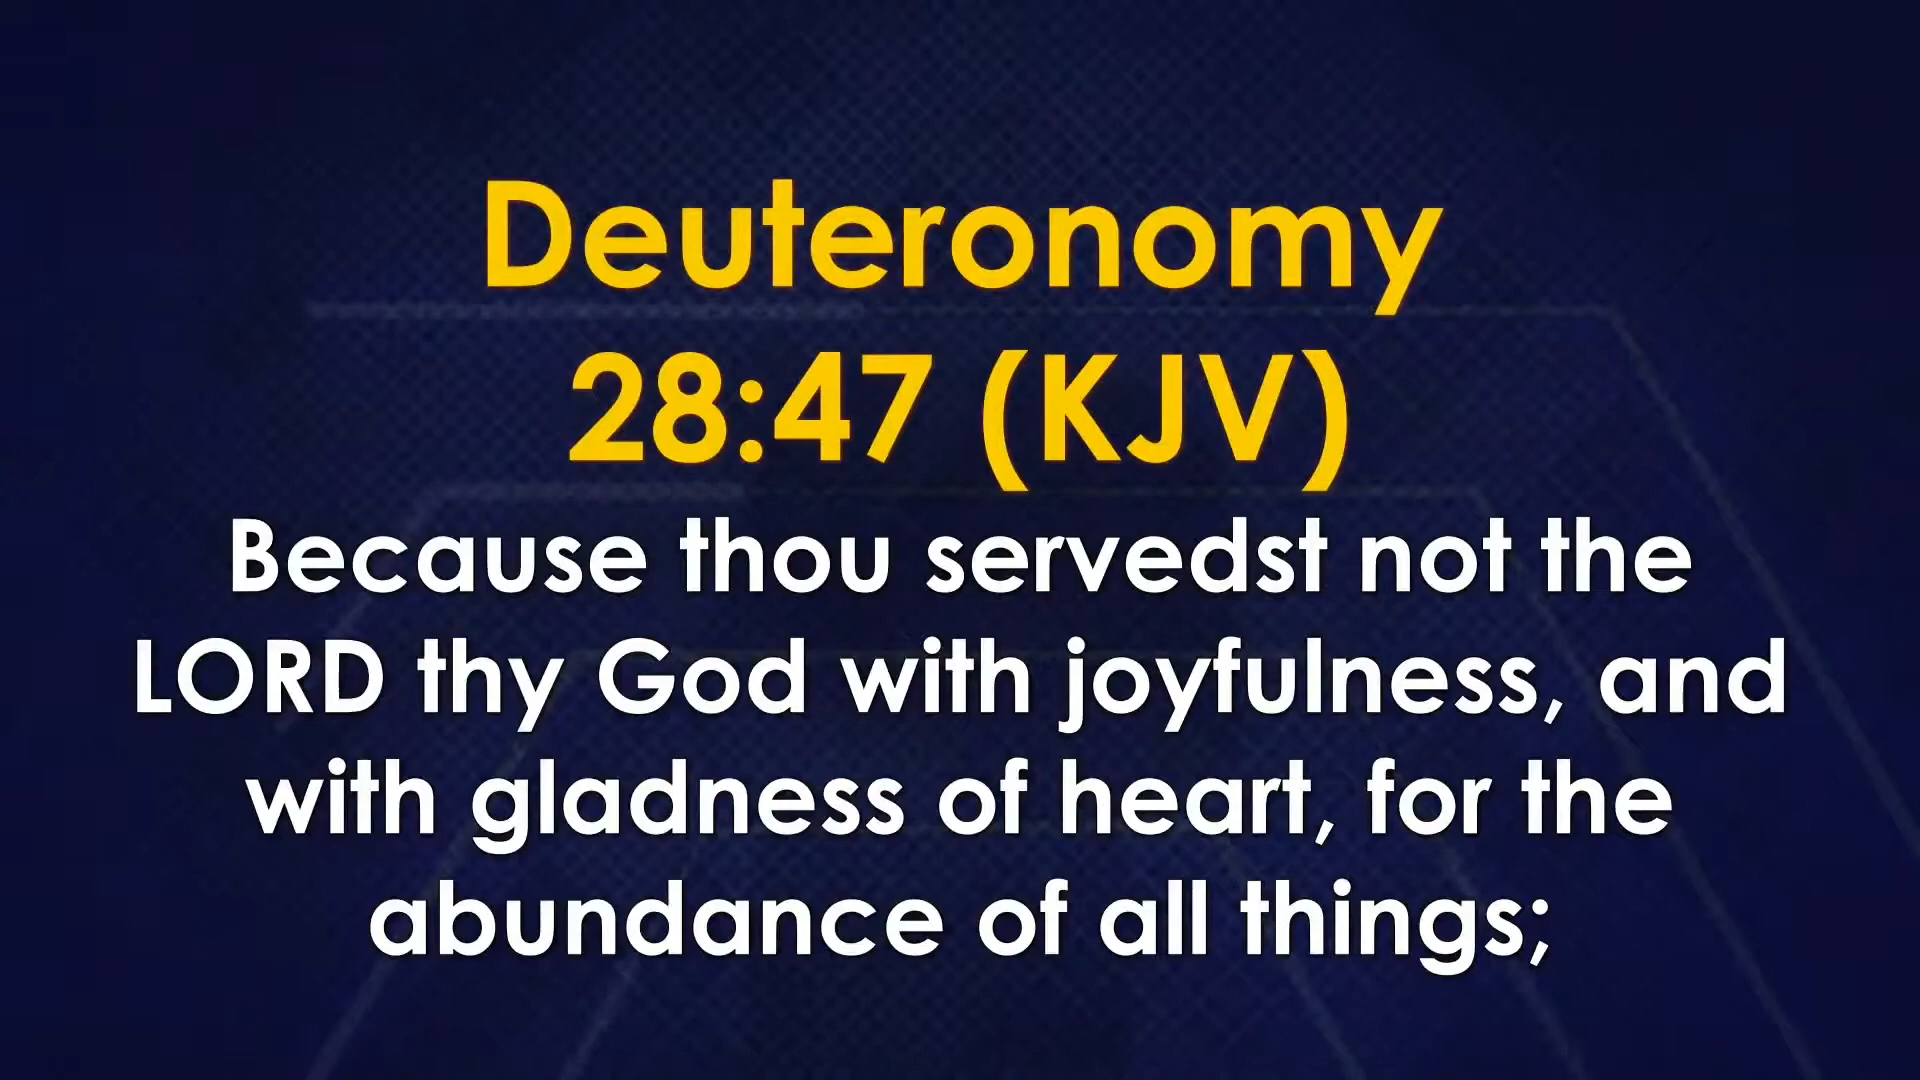 Deuteronomy
28:47 (KJV)
Because thou servedst not the
LORD thy God with joyfulness, and
with gladness of heart, for the
abundance of all things;